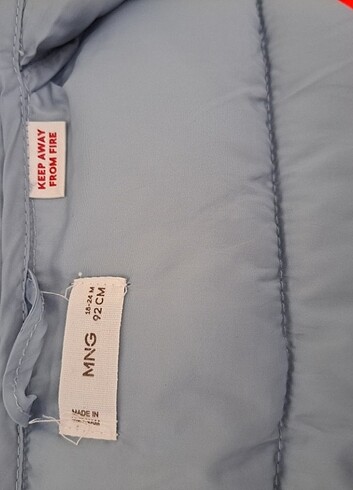 KEEP AWAY
FROM FIRE
18-24 M
92 CM
MNG
MADE IN